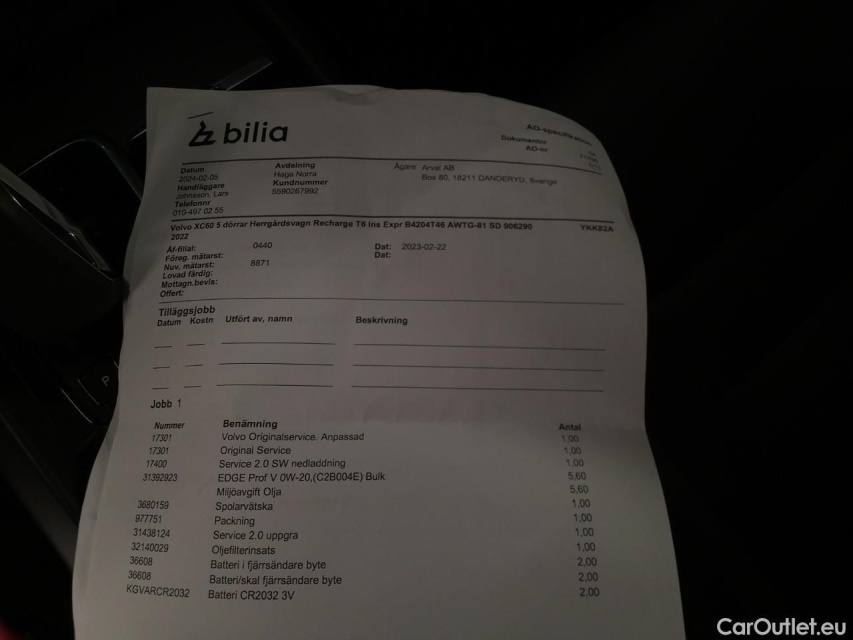 bilia
AO-specifikation
Dokumentnr
AO-nr
Datum
2024-02-05
Handläggare
Johnsson, Lars
Telefonnr
010-497 02 55
Avdelning
Haga Norra
Kundnummer
5590267992
Ägare Arval AB
Box 80, 18211 DANDERYD, Sverige
Volvo XC60 5 dörrar Herrgårdsvagn Recharge T6 Ins Expr B4204T46 AWTG-81 SD 906290 YKK82A
2022
Åf-filial: 0440 Dat: 2023-02-22
Föreg. mätarst: Dat:
Nuv. mätarst: 8871
Lovad färdig:
Mottagn.bevis:
Offert:
Tilläggsjobb
Datum Kostn Utfört av, namn Beskrivning
Jobb 1
Nummer Benämning Antal
17301 Volvo Originalservice. Anpassad 1,00
17301 Original Service 1,00
17400 Service 2.0 SW nedladdning 1,00
31392923 EDGE Prof V 0W-20,(C2B004E) Bulk 5,60
Miljöavgift Olja 5,60
3680159 Spolarvätska 1,00
977751 Packning 1,00
31438124 Service 2.0 uppgra 1,00
32140029 Oljefilterinsats 1,00
36608 Batteri i fjärrsändare byte 2,00
36608 Batteri/skal fjärrsändare byte 2,00
KGVARCR2032 Batteri CR2032 3V 2,00
P
CarOutlet.eu